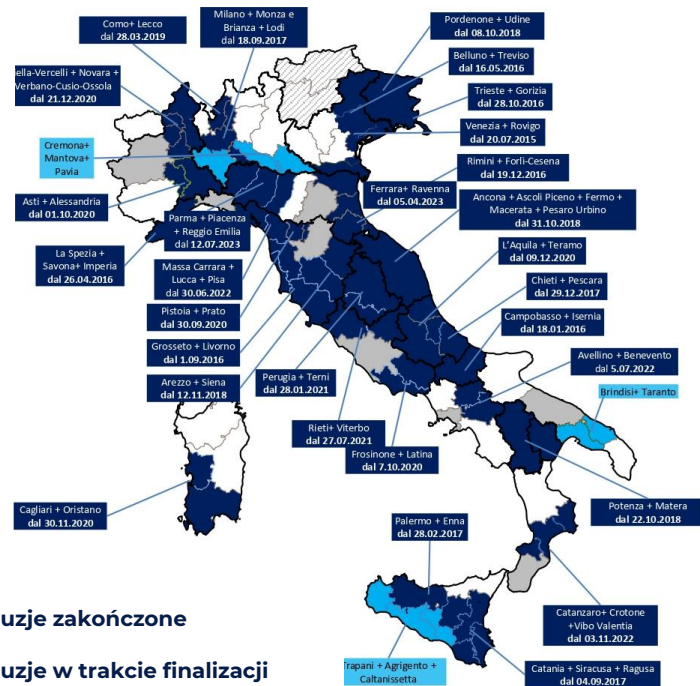 Como+ Lecco
dal 28.03.2019
Milano + Monza e
Brianza + Lodi
dal 18.09.2017
Pordenone + Udine
dal 08.10.2018
Belluno + Treviso
dal 16.05.2016
ella-Vercelli + Novara +
Verbano-Cusio-Ossola
dal 21.12.2020
Trieste + Gorizia
dal 28.10.2016
Venezia + Rovigo
dal 20.07.2015
Cremona+
Mantova+
Pavia
Rimini + Forlì-Cesena
dal 19.12.2016
Ferrara+ Ravenna
dal 05.04.2023
Ancona + Ascoli Piceno + Fermo +
Macerata + Pesaro Urbino
dal 31.10.2018
Asti + Alessandria
dal 01.10.2020
Parma + Piacenza
+ Reggio Emilia
dal 12.07.2023
L'Aquila + Teramo
dal 09.12.2020
La Spezia +
Savona+ Imperia
dal 26.04.2016
Massa Carrara +
Lucca + Pisa
dal 30.06.2022
Chieti + Pescara
dal 29.12.2017
Pistoia + Prato
dal 30.09.2020
Campobasso + Isernia
dal 18.01.2016
Grosseto + Livorno
dal 1.09.2016
Avellino + Benevento
dal 5.07.2022
Arezzo + Siena
dal 12.11.2018
Perugia + Terni
dal 28.01.2021
Brindisi+ Taranto
Rieti+ Viterbo
dal 27.07.2021
Frosinone + Latina
dal 7.10.2020
Cagliari + Oristano
dal 30.11.2020
Potenza + Matera
dal 22.10.2018
Palermo + Enna
dal 28.02.2017
Catanzaro+ Crotone
+Vibo Valentia
dal 03.11.2022
uzje zakończone
uzje w trakcie finalizacji
Trapani + Agrigento +
Caltanissetta
Catania + Siracusa + Ragusa
dal 04.09.2017